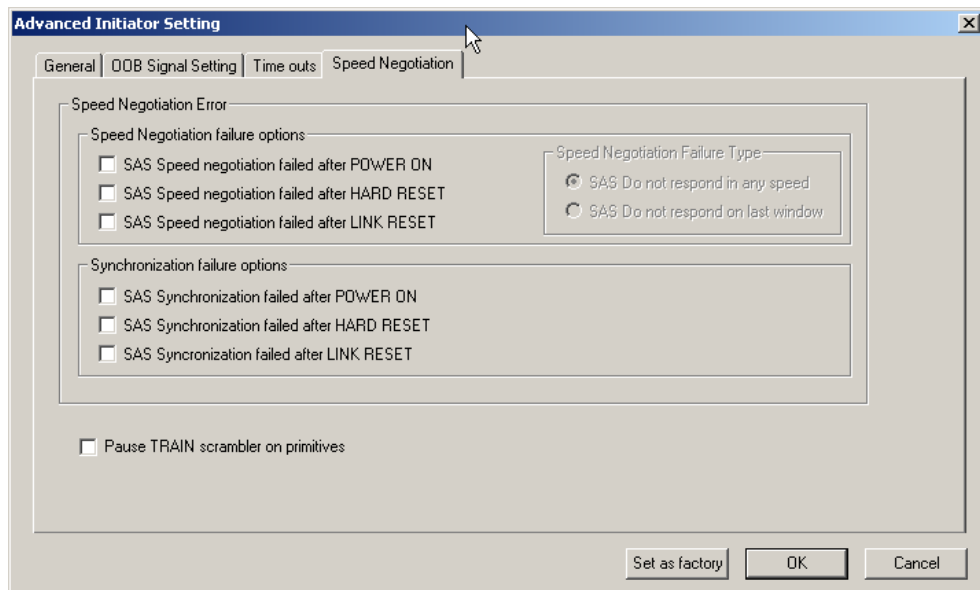 Advanced Initiator Setting
General
OOB Signal Setting
Time outs
Speed Negotiation
Speed Negotiation Error
Speed Negotiation failure options
SAS Speed negotiation failed after POWER ON
SAS Speed negotiation failed after HARD RESET
SAS Speed negotiation failed after LINK RESET
Speed Negotiation Failure Type
SAS Do not respond in any speed
SAS Do not respond on last window
Synchronization failure options
SAS Synchronization failed after POWER ON
SAS Synchronization failed after HARD RESET
SAS Syncronization failed after LINK RESET
Pause TRAIN scrambler on primitives
Set as factory
OK
Cancel